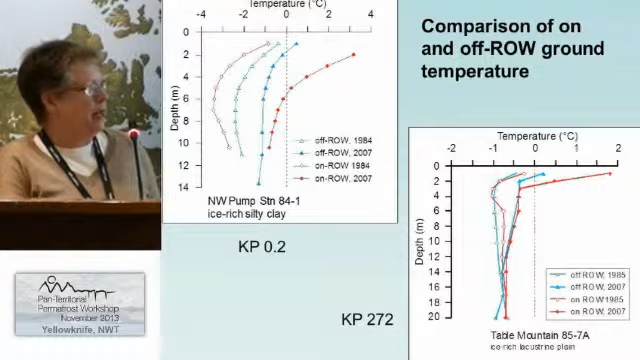 Temperature (°C)
-4
-2
0
2
4
0
2
4
6
8
10
12
14
Depth (m)
off-ROW, 1984
off-ROW, 2007
on-ROW, 1984
on-ROW, 2007
NW Pump Stn 84-1
ice-rich silty clay
KP 0.2
Comparison of on
and off-ROW ground
temperature
Temperature (°C)
-2
-1
0
1
2
0
2
4
6
8
10
12
14
16
18
20
Depth (m)
off ROW, 1985
off ROW, 2007
on ROW 1985
on ROW, 2007
Table Mountain 85-7A
ice-rich lacustrine plain
KP 272
Pan-Territorial
Permafrost Workshop
November 2013
Yellowknife, NWT